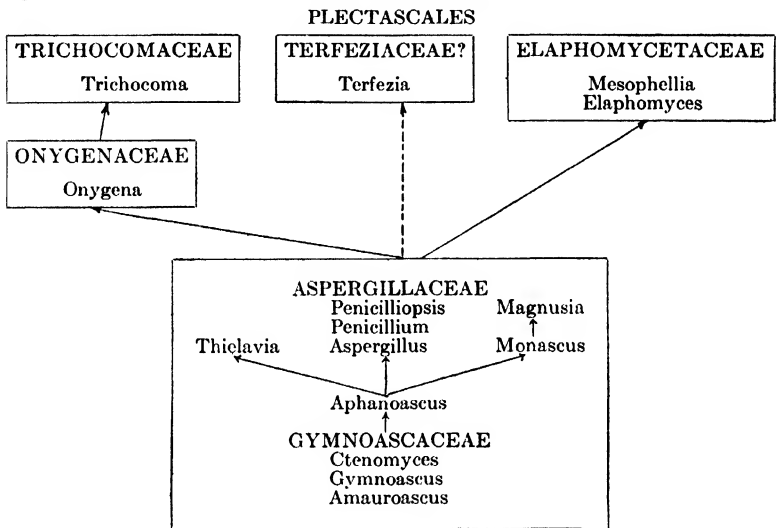 PLECTASCALES
TRICHOCOMACEAE
Trichocoma
TERFEZIACEAE?
Terfezia
ELAPHOMYCETACEAE
Mesophellia
Elaphomyces
ONYGENACEAE
Onygena
ASPERGILLACEAE
Penicilliopsis
Penicillium
Aspergillus
Thielavia
Magnusia
Monascus
Aphanoascus
GYMNOASCACEAE
Ctenomyces
Gymnoascus
Amauroascus